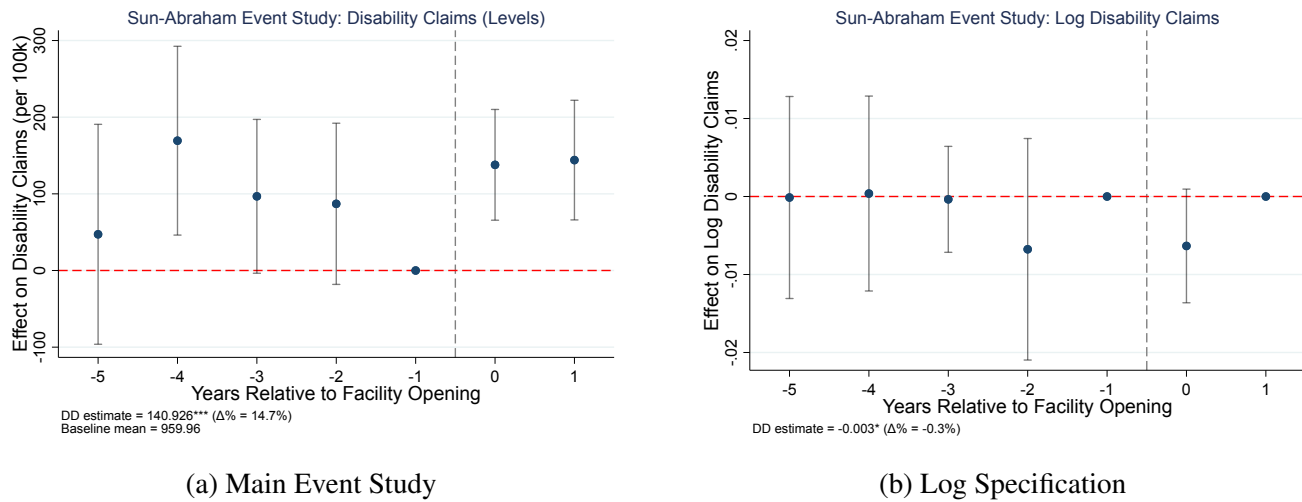 Sun-Abraham Event Study: Disability Claims (Levels)
Effect on Disability Claims (per 100k)
300
200
100
0
-100
-5 -4 -3 -2 -1 0 1
Years Relative to Facility Opening
DD estimate = 140.926*** (Δ% = 14.7%)
Baseline mean = 959.96
(a) Main Event Study
Sun-Abraham Event Study: Log Disability Claims
Effect on Log Disability Claims
.02
.01
0
-.01
-.02
-5 -4 -3 -2 -1 0 1
Years Relative to Facility Opening
DD estimate = -0.003* (Δ% = -0.3%)
(b) Log Specification